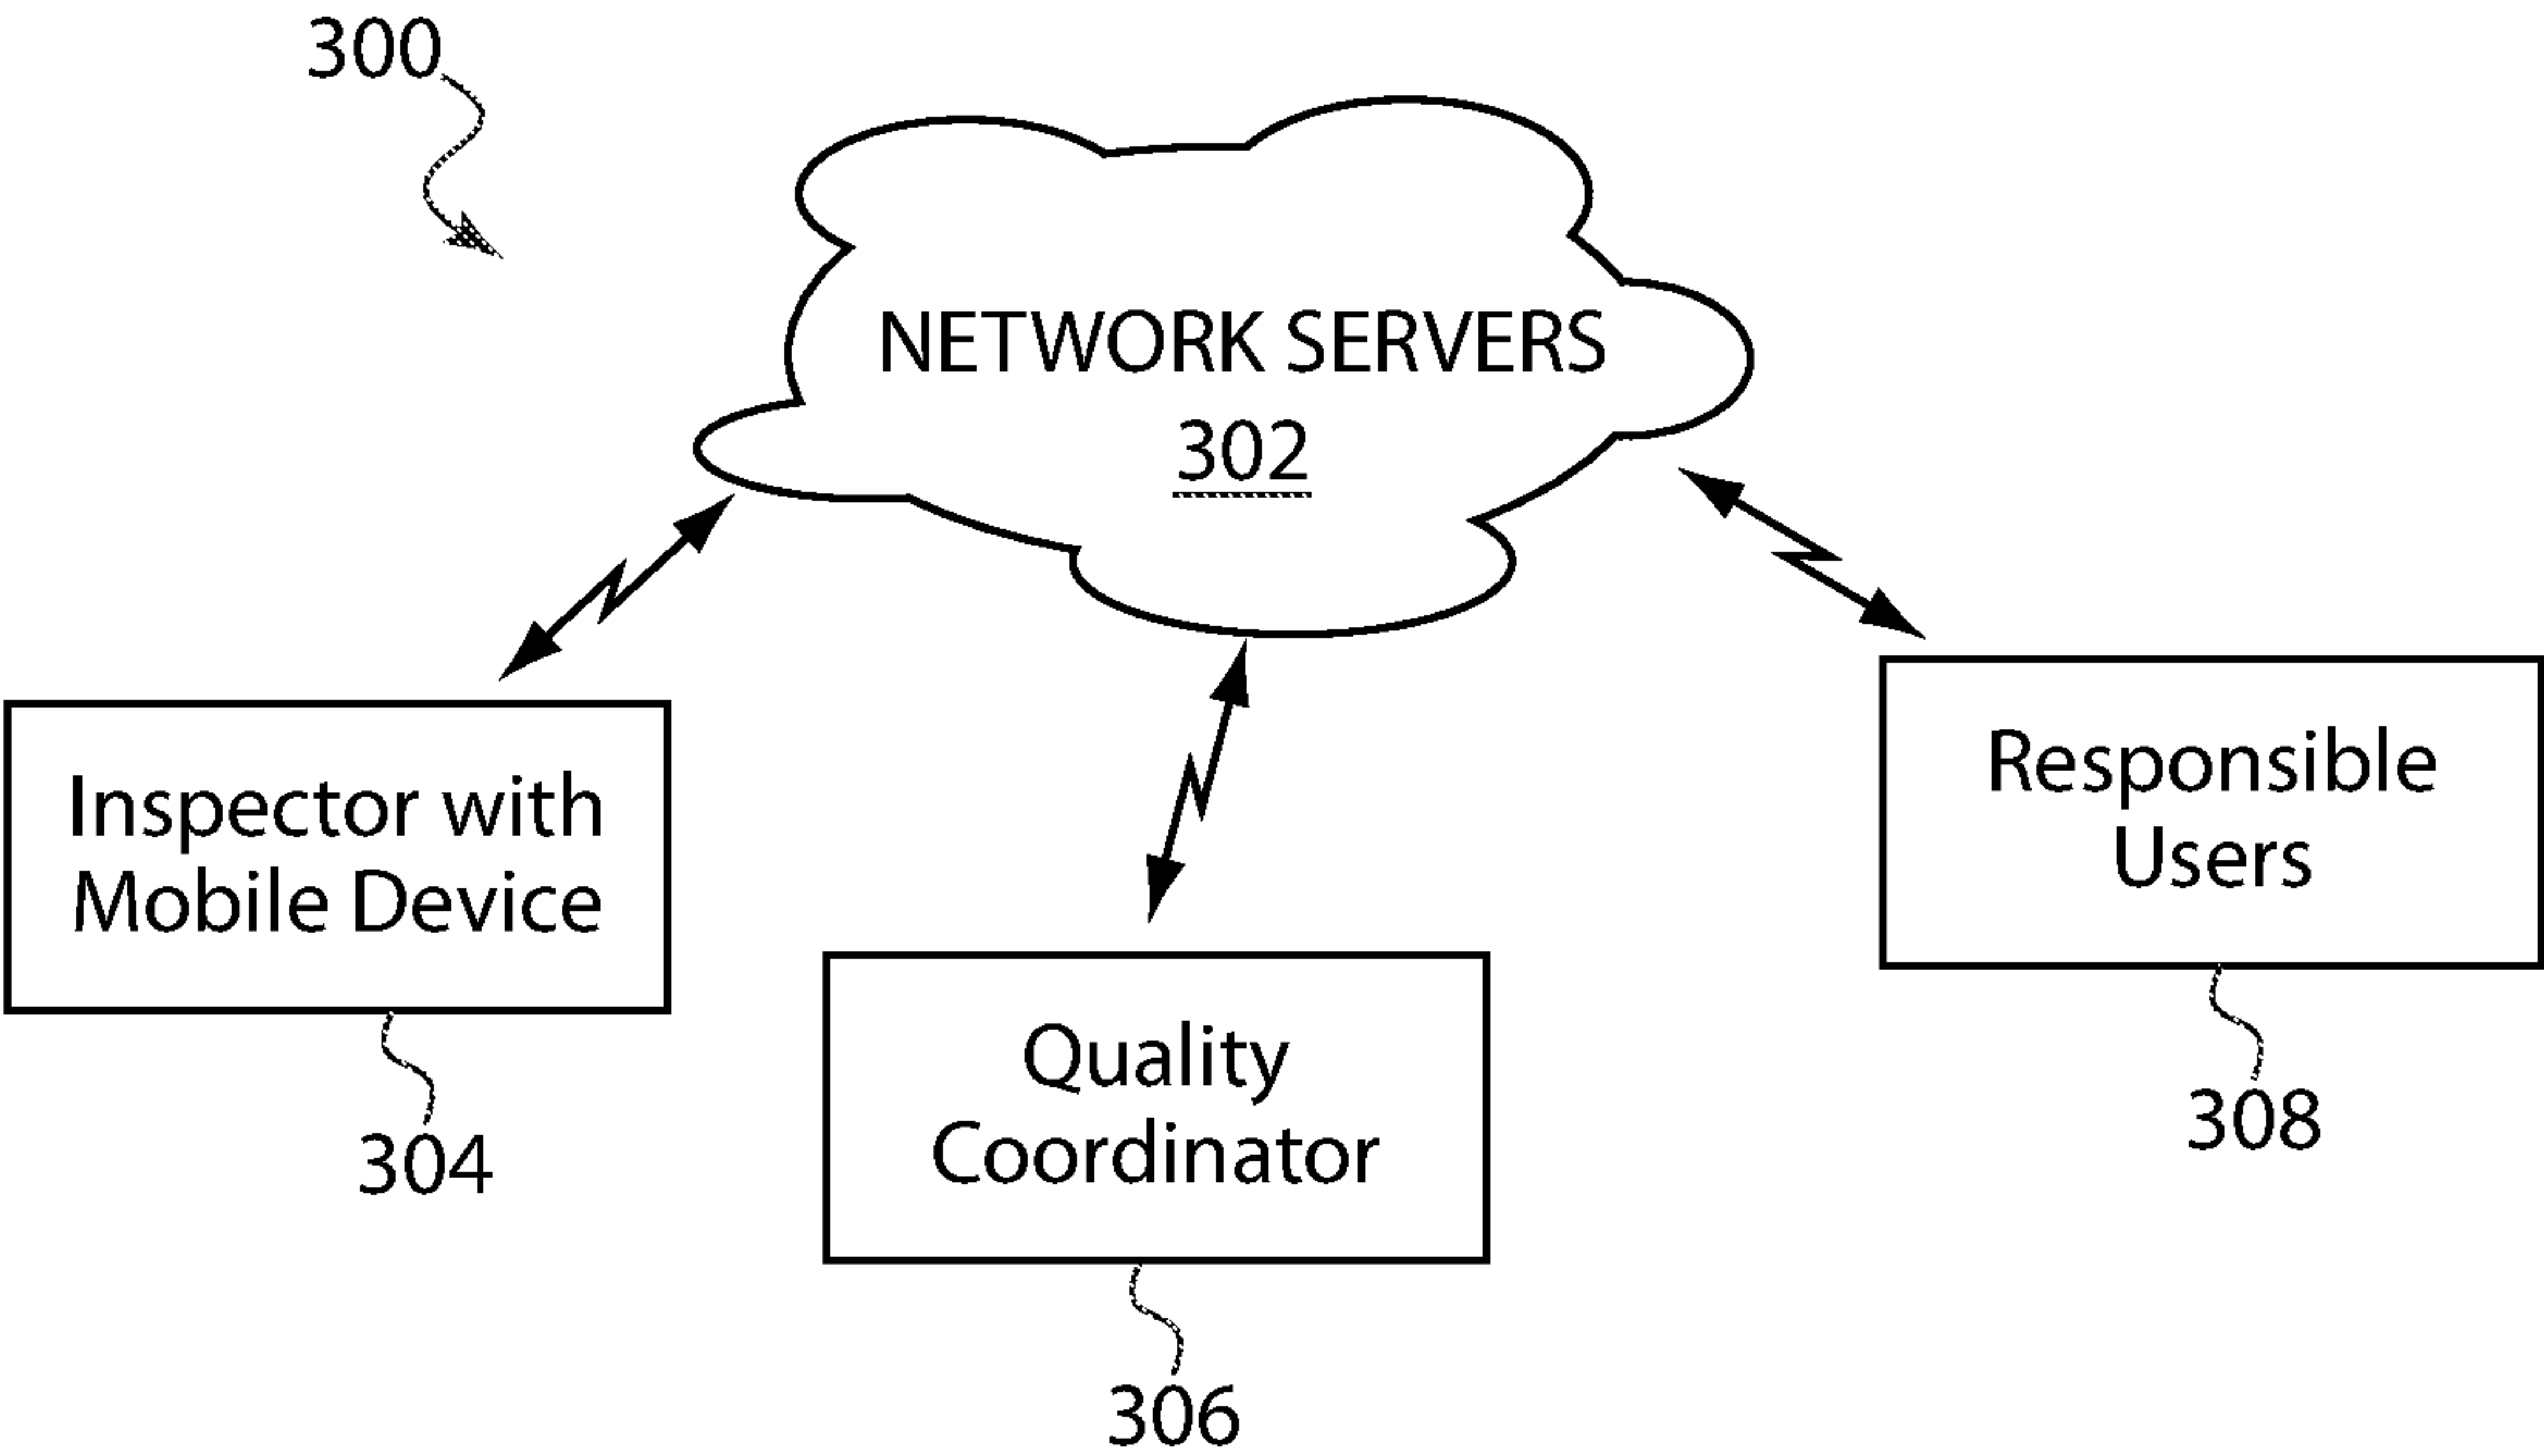 300
NETWORK SERVERS
302
Inspector with
Mobile Device
304
Quality
Coordinator
306
Responsible
Users
308